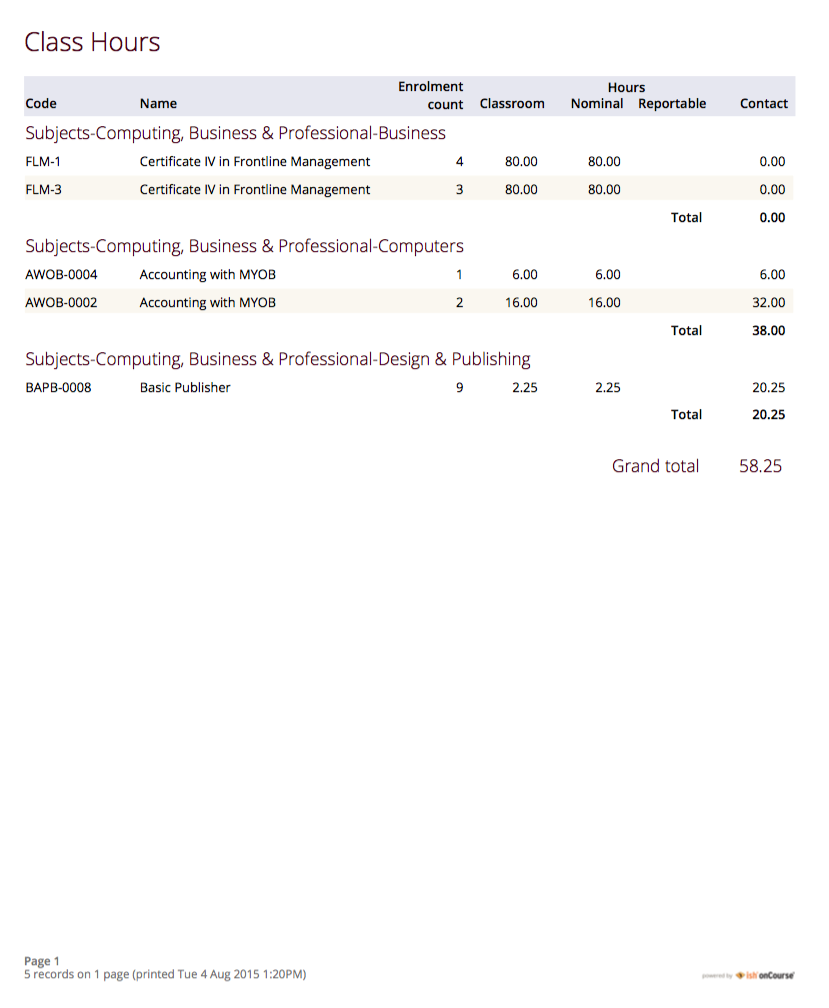 Class Hours
Enrolment Hours
Code Name count Classroom Nominal Reportable Contact
Subjects-Computing, Business & Professional-Business
FLM-1 Certificate IV in Frontline Management 4 80.00 80.00 0.00
FLM-3 Certificate IV in Frontline Management 3 80.00 80.00 0.00
Total 0.00
Subjects-Computing, Business & Professional-Computers
AWOB-0004 Accounting with MYOB 1 6.00 6.00 6.00
AWOB-0002 Accounting with MYOB 2 16.00 16.00 32.00
Total 38.00
Subjects-Computing, Business & Professional-Design & Publishing
BAPB-0008 Basic Publisher 9 2.25 2.25 20.25
Total 20.25
Grand total 58.25
Page 1
5 records on 1 page (printed Tue 4 Aug 2015 1:20PM)
powered by ish onCourse